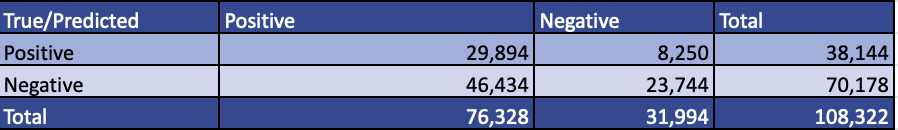 True/Predicted Positive Negative Total
Positive 29,894 8,250 38,144
Negative 46,434 23,744 70,178
Total 76,328 31,994 108,322